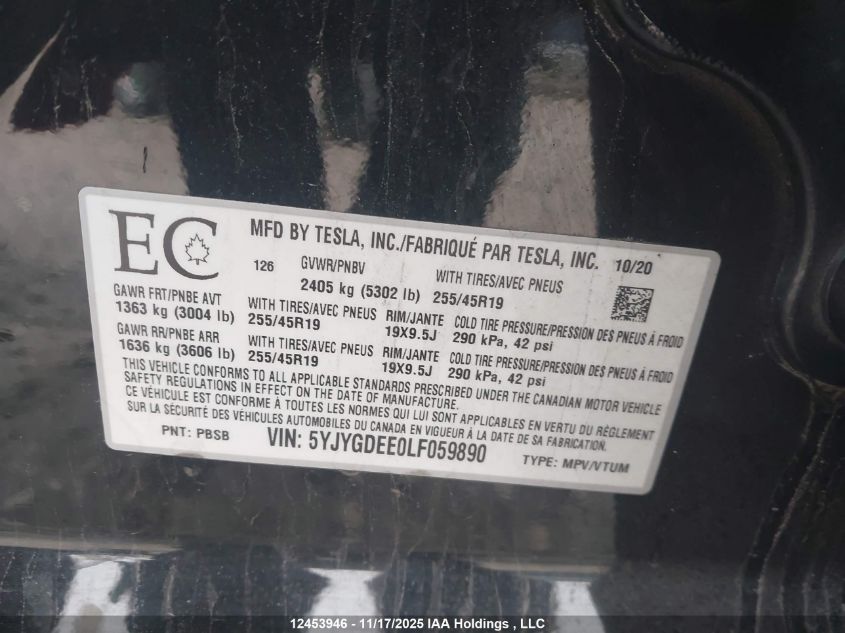 EC
MFD BY TESLA, INC./FABRIQUÉ PAR TESLA, INC. 10/20
126 GVWR/PNBV WITH TIRES/AVEC PNEUS
2405 kg (5302 lb) 255/45R19
GAWR FRT/PNBE AVT WITH TIRES/AVEC PNEUS RIM/JANTE COLD TIRE PRESSURE/PRESSION DES PNEUS À FROID
1363 kg (3004 lb) 255/45R19 19X9.5J 290 kPa, 42 psi
GAWR RR/PNBE ARR WITH TIRES/AVEC PNEUS RIM/JANTE COLD TIRE PRESSURE/PRESSION DES PNEUS À FROID
1636 kg (3606 lb) 255/45R19 19X9.5J 290 kPa, 42 psi
THIS VEHICLE CONFORMS TO ALL APPLICABLE STANDARDS PRESCRIBED UNDER THE CANADIAN MOTOR VEHICLE
SAFETY REGULATIONS IN EFFECT ON THE DATE OF MANUFACTURE.
CE VÉHICULE EST CONFORME À TOUTES LES NORMES QUI LUI SONT APPLICABLES EN VERTU DU RÉGLEMENT
SUR LA SÉCURITÉ DES VÉHICULES AUTOMOBILES DU CANADA EN VIGUEUR À LA DATE DE SA FABRICATION.
PNT: PBSB VIN: 5YJYGDEE0LF059890 TYPE: MPV/VTUM
12453946 - 11/17/2025 IAA Holdings , LLC